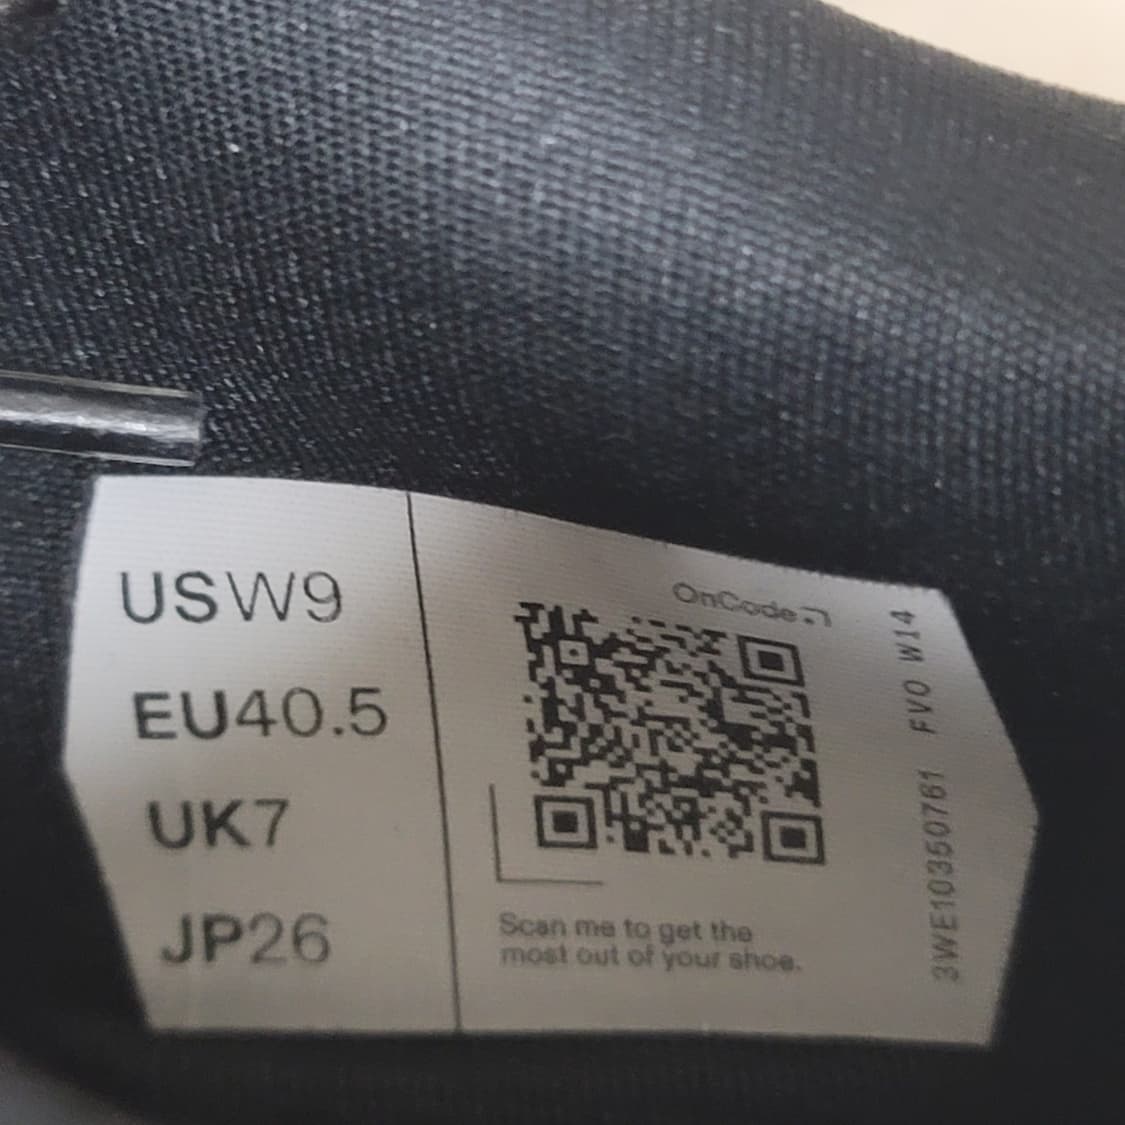 USW9
EU40.5
UK7
JP26
OnCode
Scan me to get the
most out of your shoe.
3WE10350761 FVO W14